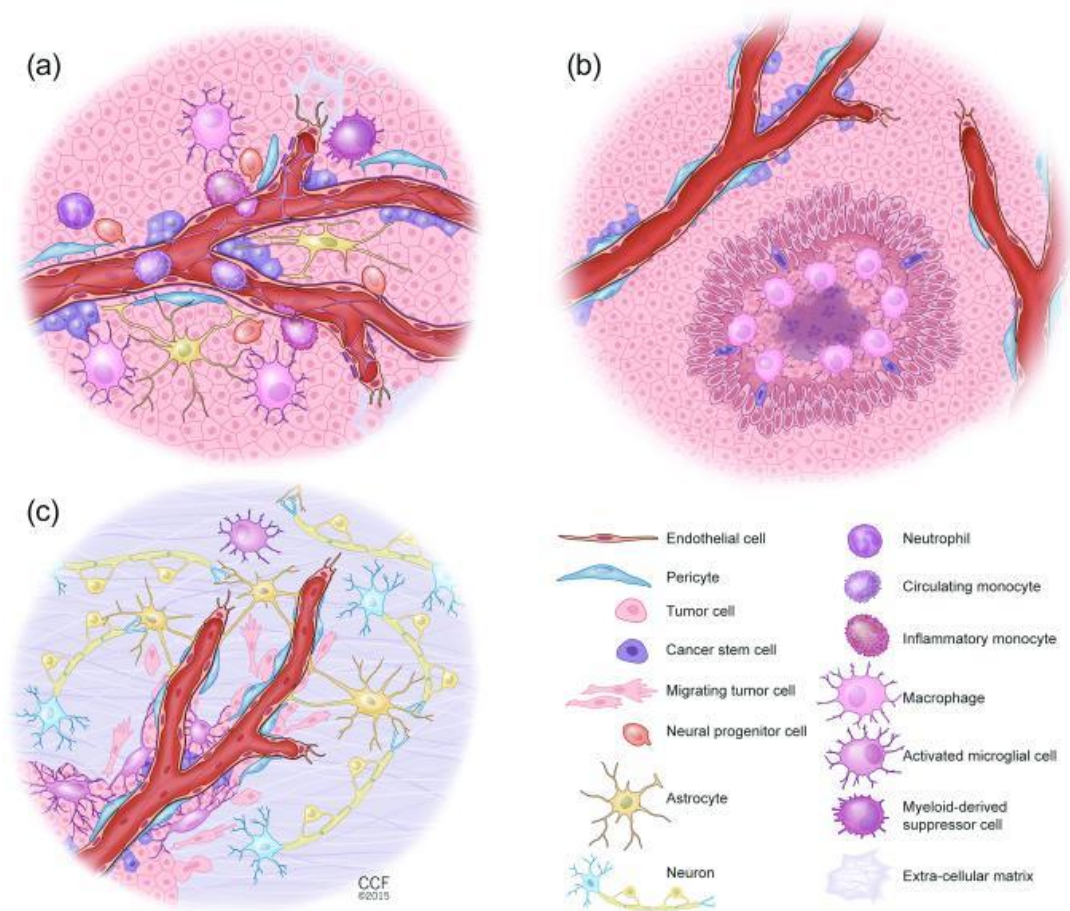 (a)
(b)
(c)
CCF
©2015
Endothelial cell
Pericyte
Tumor cell
Cancer stem cell
Migrating tumor cell
Neural progenitor cell
Astrocyte
Neuron
Neutrophil
Circulating monocyte
Inflammatory monocyte
Macrophage
Activated microglial cell
Myeloid-derived
suppressor cell
Extra-cellular matrix